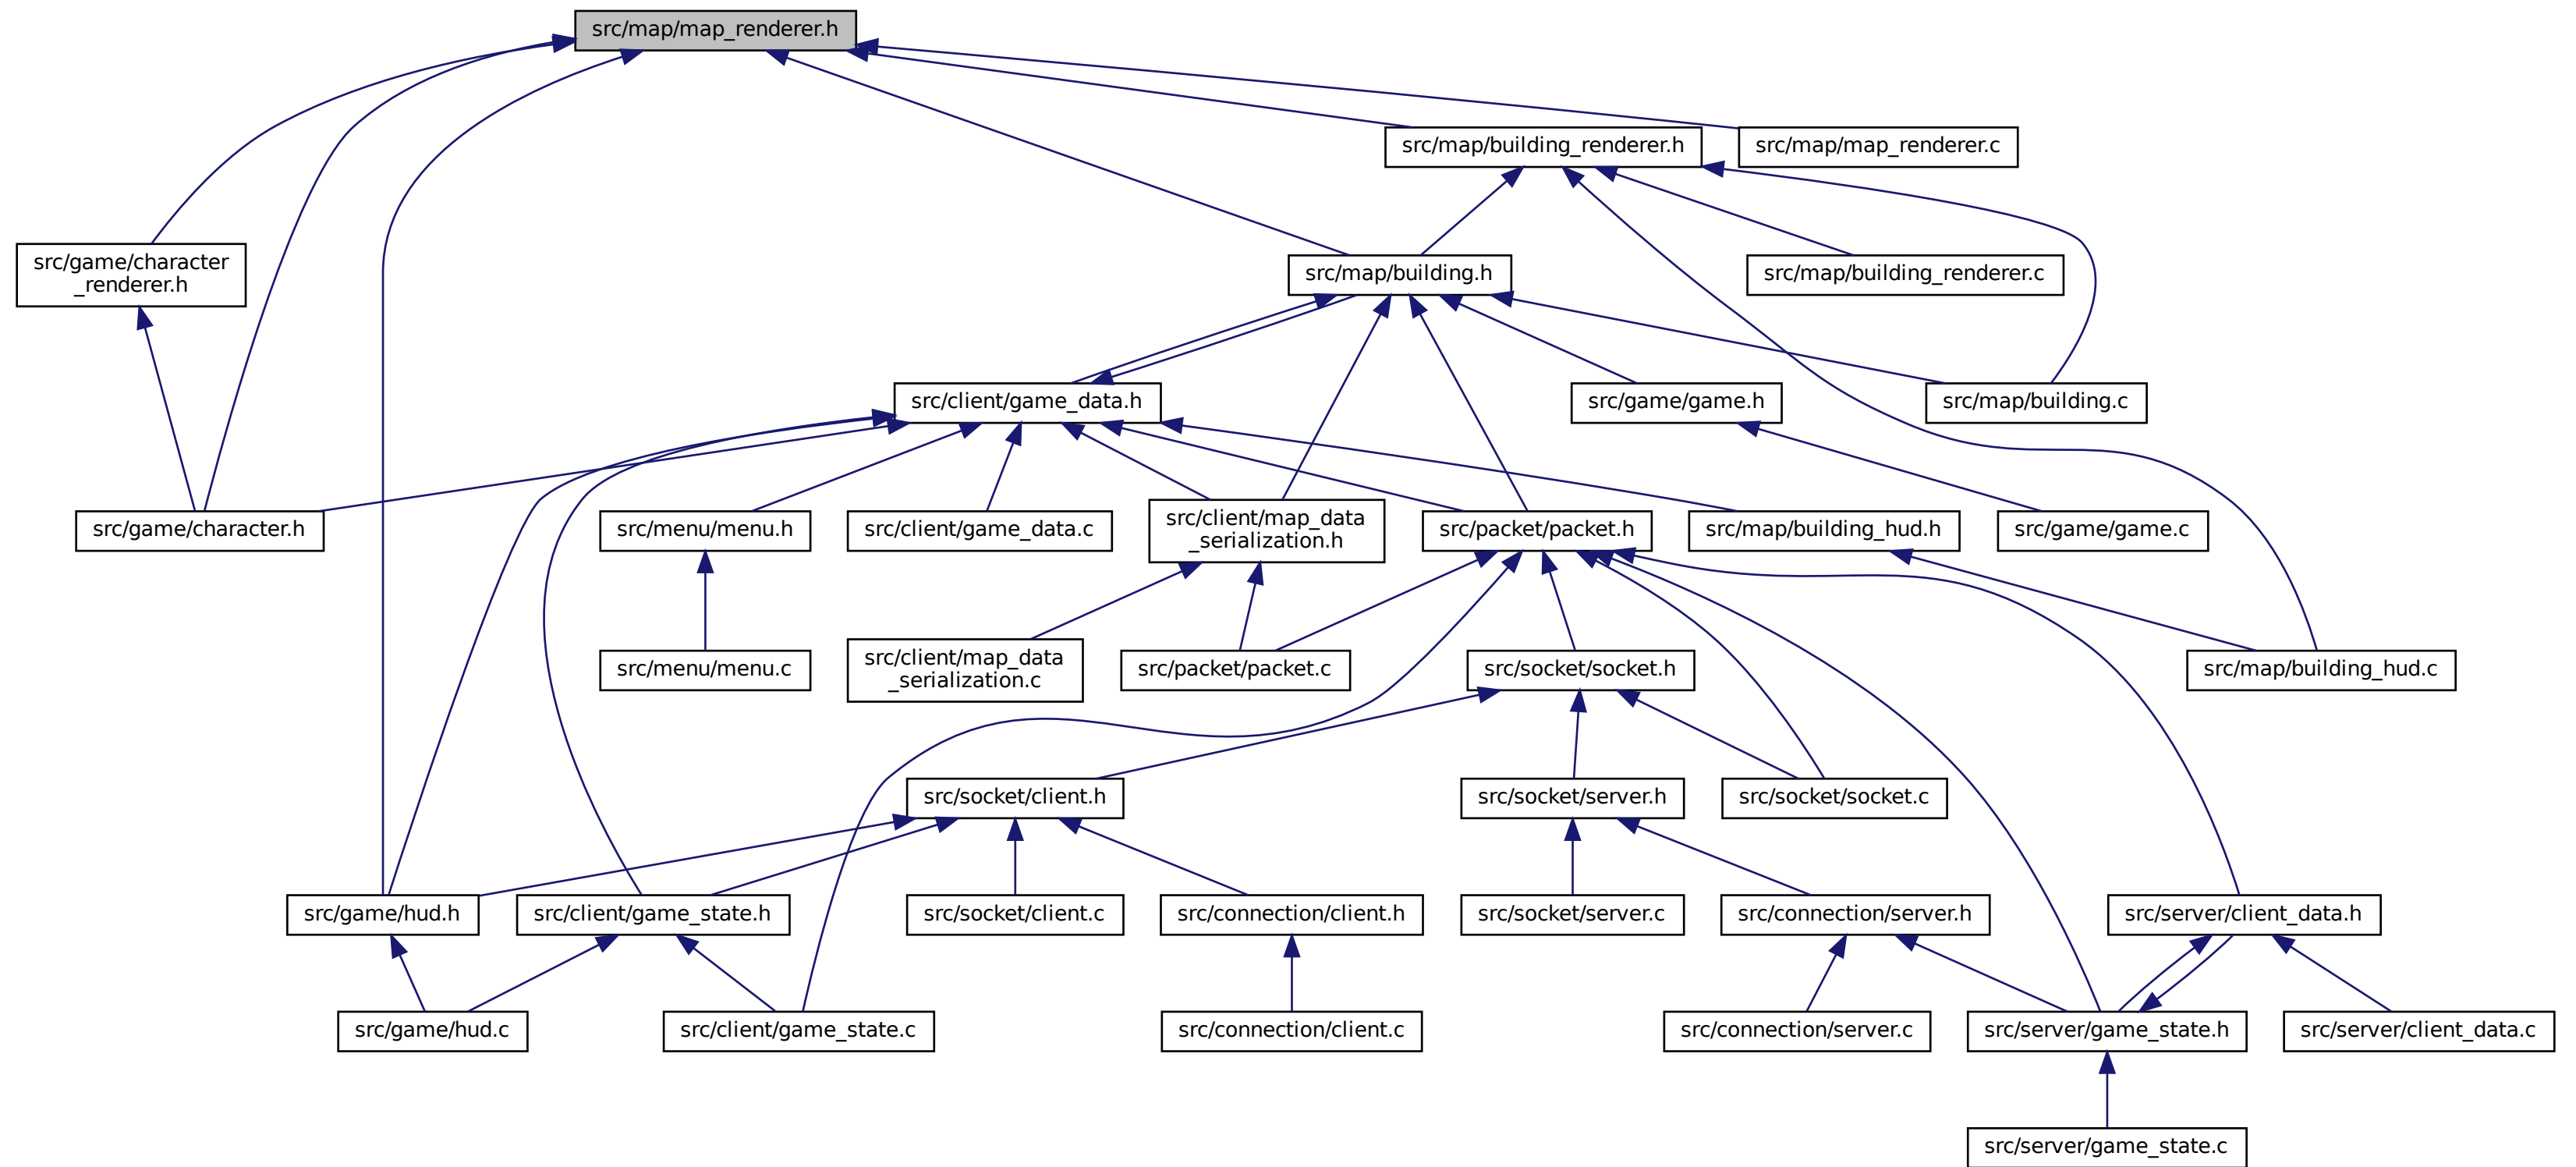 src/map/map_renderer.h
src/map/building_renderer.h
src/map/map_renderer.c
src/game/character
_renderer.h
src/map/building.h
src/map/building_renderer.c
src/client/game_data.h
src/game/game.h
src/map/building.c
src/game/character.h
src/menu/menu.h
src/client/game_data.c
src/client/map_data
_serialization.h
src/packet/packet.h
src/map/building_hud.h
src/game/game.c
src/menu/menu.c
src/client/map_data
_serialization.c
src/packet/packet.c
src/socket/socket.h
src/map/building_hud.c
src/socket/client.h
src/socket/server.h
src/socket/socket.c
src/game/hud.h
src/client/game_state.h
src/socket/client.c
src/connection/client.h
src/socket/server.c
src/connection/server.h
src/server/client_data.h
src/game/hud.c
src/client/game_state.c
src/connection/client.c
src/connection/server.c
src/server/game_state.h
src/server/client_data.c
src/server/game_state.c